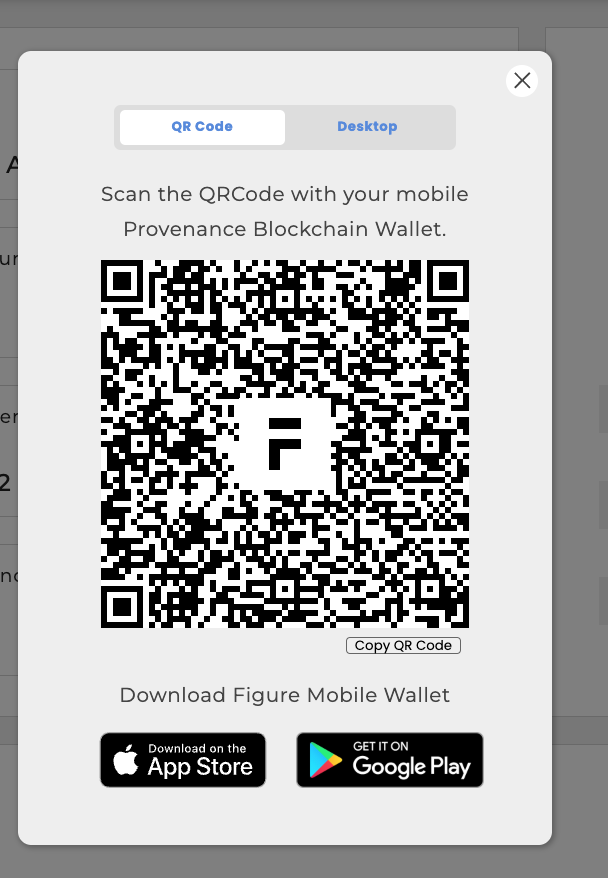 QR Code
Desktop
Scan the QRCode with your mobile
Provenance Blockchain Wallet.
F
Copy QR Code
Download Figure Mobile Wallet
Download on the
App Store
GET IT ON
Google Play